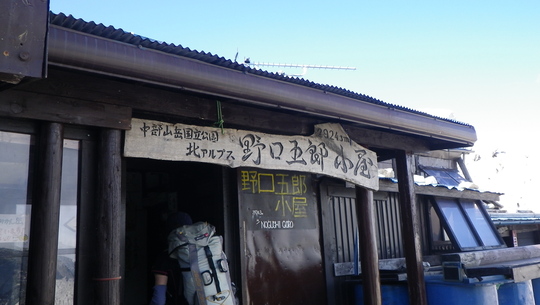 中部山岳国立公園
北アルプス 野口五郎小屋
2924m
野口五郎
小屋
NOGUCHI GORO